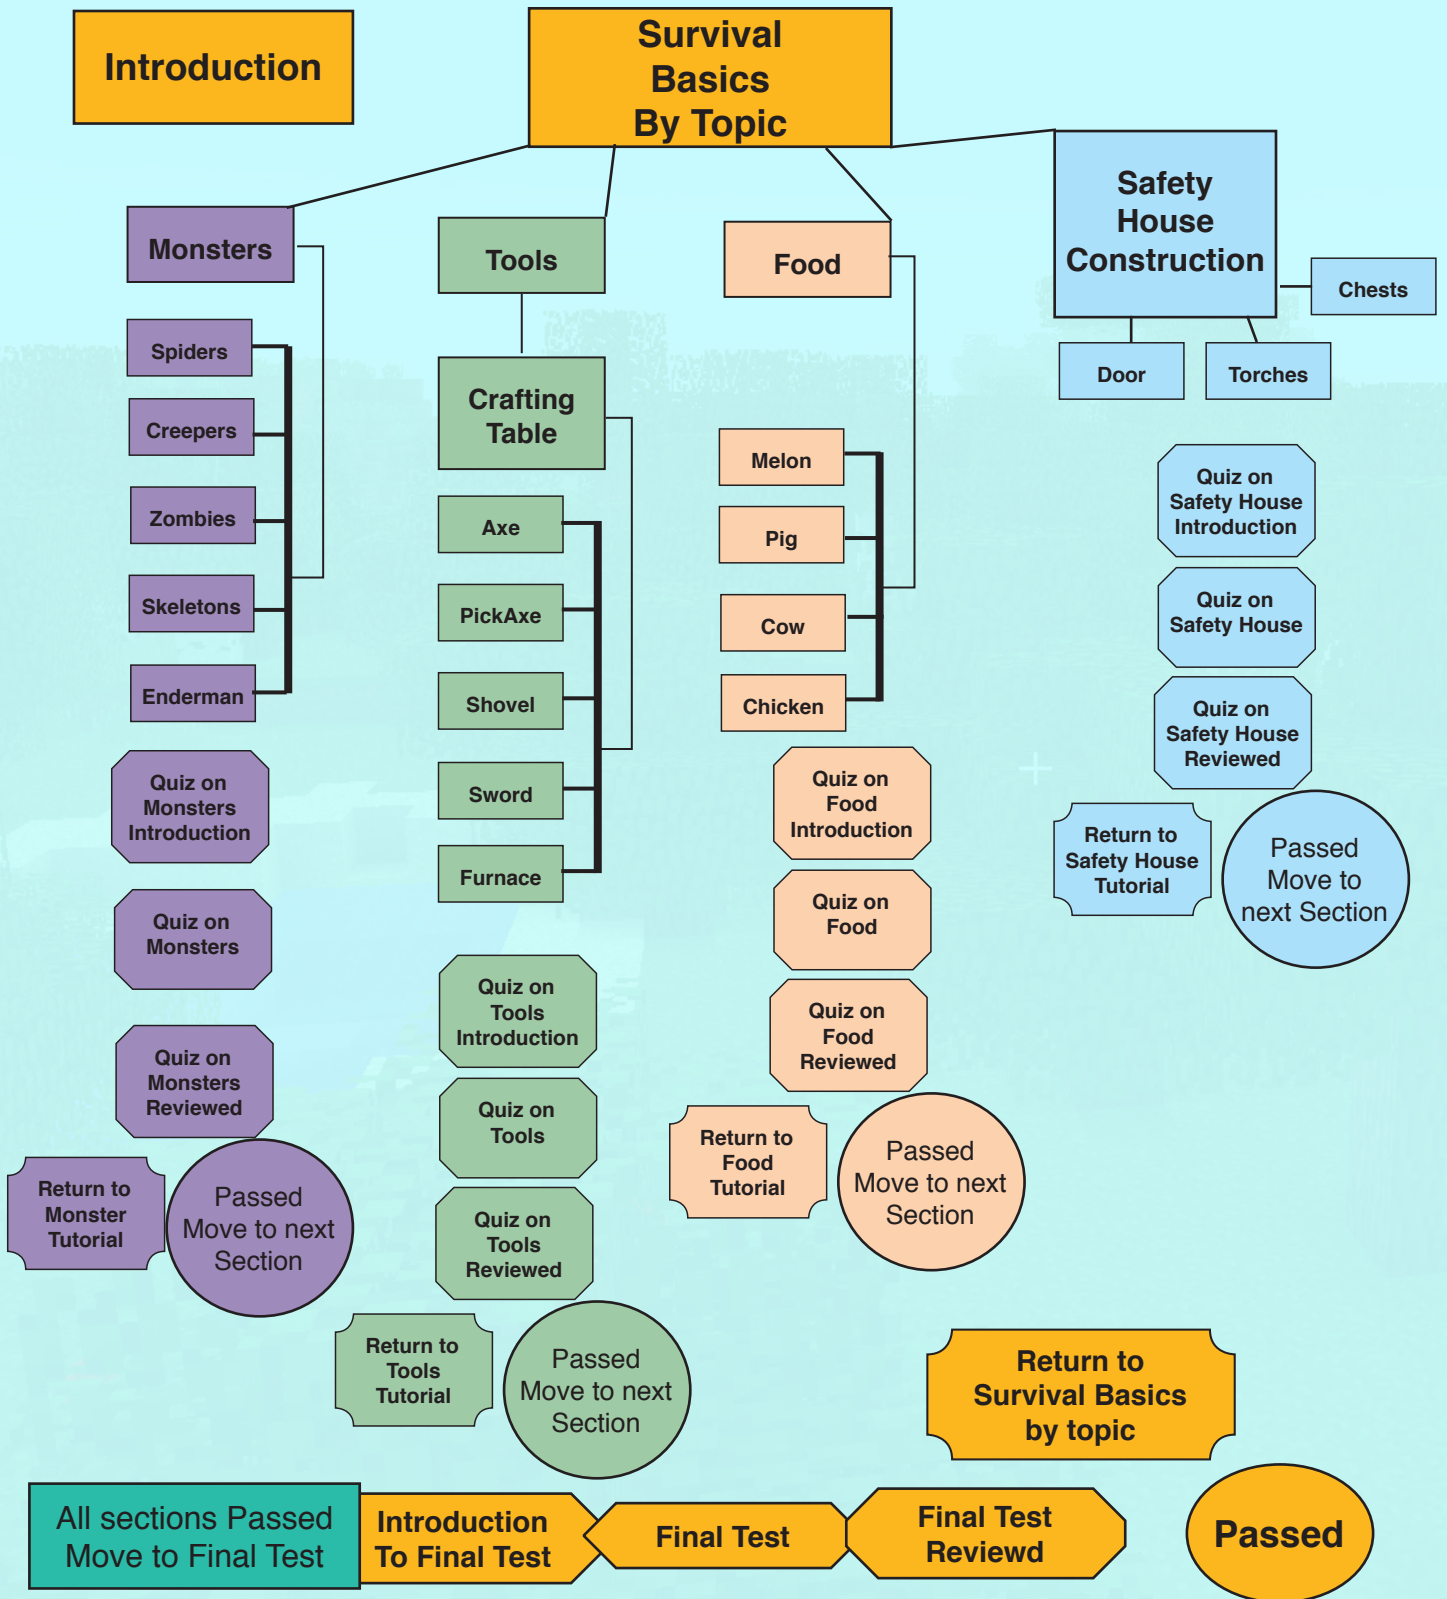 Introduction
Survival
Basics
By Topic
Monsters
Spiders
Creepers
Zombies
Skeletons
Enderman
Quiz on
Monsters
Introduction
Quiz on
Monsters
Quiz on
Monsters
Reviewed
Return to
Monster
Tutorial
Passed
Move to next
Section
Tools
Crafting
Table
Axe
PickAxe
Shovel
Sword
Furnace
Quiz on
Tools
Introduction
Quiz on
Tools
Quiz on
Tools
Reviewed
Return to
Tools
Tutorial
Passed
Move to next
Section
Food
Melon
Pig
Cow
Chicken
Quiz on
Food
Introduction
Quiz on
Food
Quiz on
Food
Reviewed
Return to
Food
Tutorial
Passed
Move to next
Section
Safety
House
Construction
Chests
Door
Torches
Quiz on
Safety House
Introduction
Quiz on
Safety House
Quiz on
Safety House
Reviewed
Return to
Safety House
Tutorial
Passed
Move to
next Section
Return to
Survival Basics
by topic
All sections Passed
Move to Final Test
Introduction
To Final Test
Final Test
Final Test
Reviewd
Passed